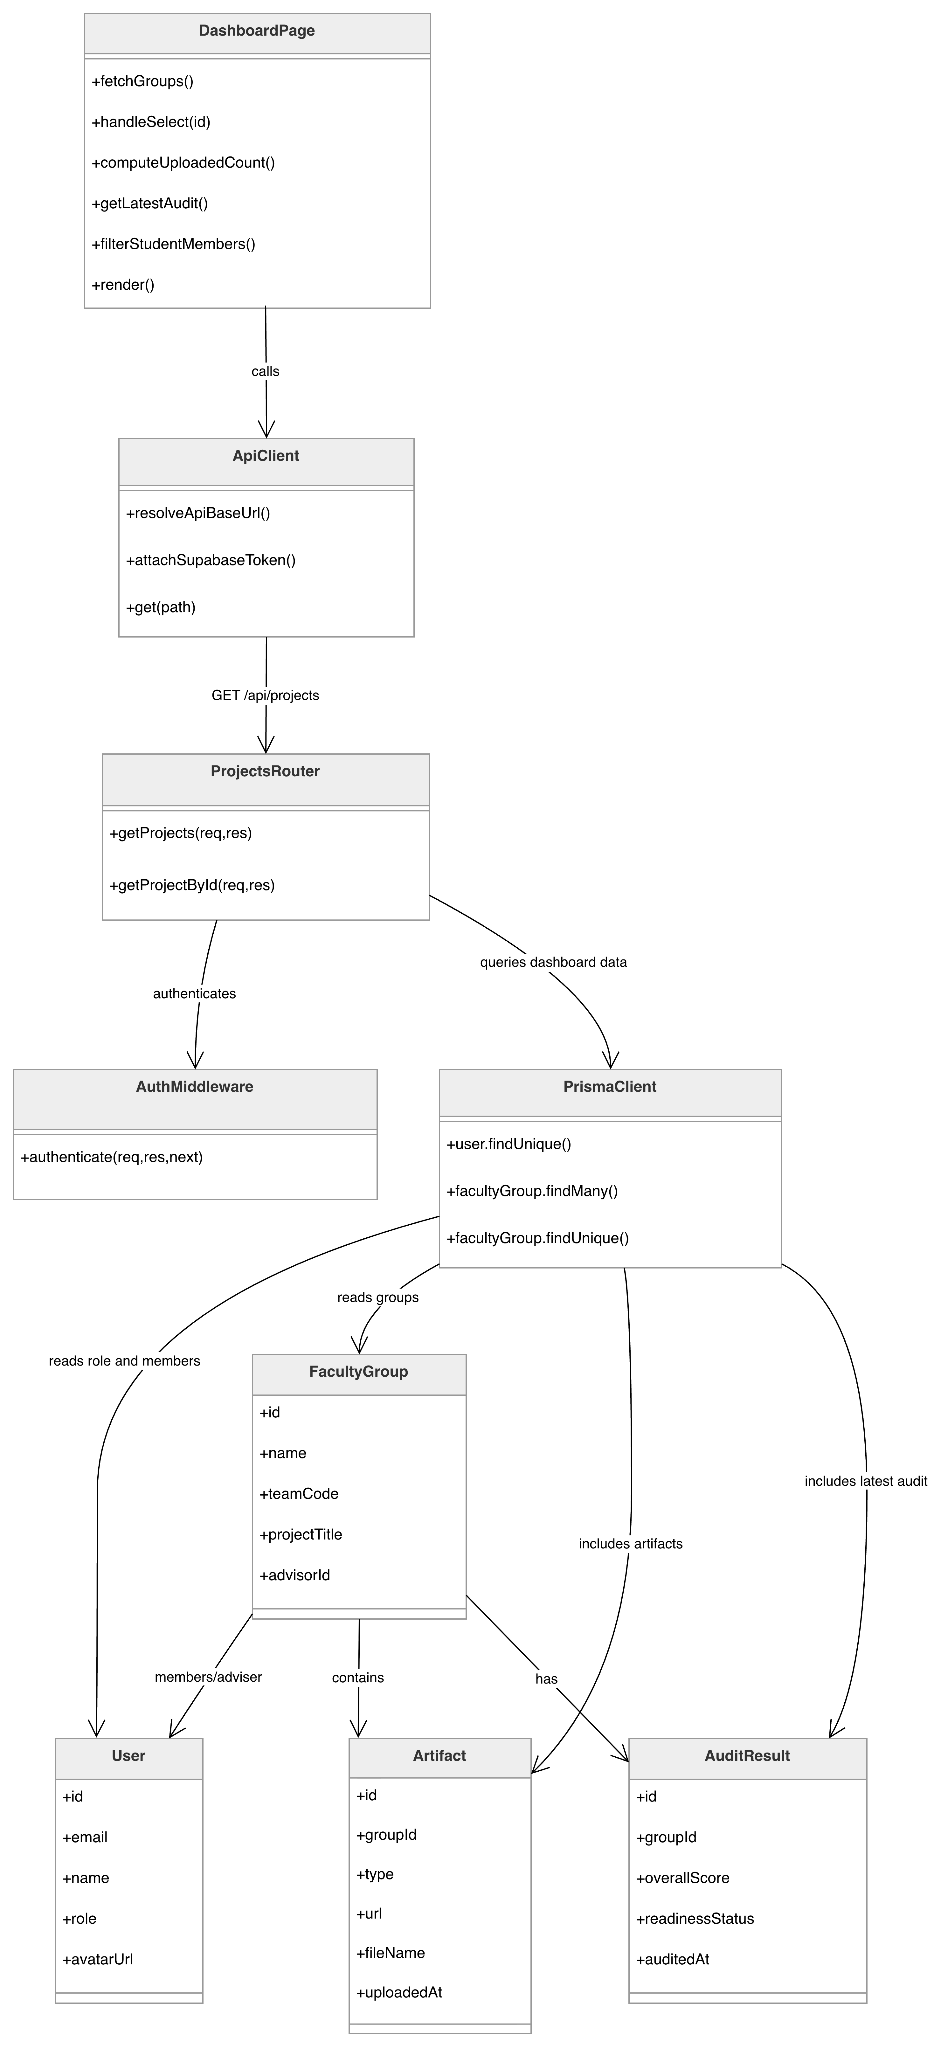 DashboardPage
+fetchGroups()
+handleSelect(id)
+computeUploadedCount()
+getLatestAudit()
+filterStudentMembers()
+render()
calls
ApiClient
+resolveApiBaseUrl()
+attachSupabaseToken()
+get(path)
GET /api/projects
ProjectsRouter
+getProjects(req,res)
+getProjectById(req,res)
queries dashboard data
authenticates
AuthMiddleware
+authenticate(req,res,next)
PrismaClient
+user.findUnique()
+facultyGroup.findMany()
+facultyGroup.findUnique()
reads groups
reads role and members
FacultyGroup
+id
+name
+teamCode
+projectTitle
+advisorId
includes latest audit
includes artifacts
members/adviser
contains
has
User
+id
+email
+name
+role
+avatarUrl
Artifact
+id
+groupId
+type
+url
+fileName
+uploadedAt
AuditResult
+id
+groupId
+overallScore
+readinessStatus
+auditedAt